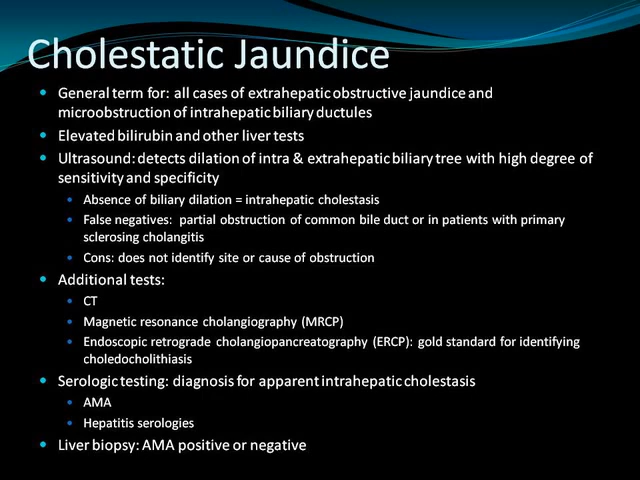 Cholestatic Jaundice
• General term for: all cases of extrahepatic obstructive jaundice and
microobstruction of intrahepatic biliary ductules
• Elevated bilirubin and other liver tests
• Ultrasound: detects dilation of intra & extrahepatic biliary tree with high degree of
sensitivity and specificity
• Absence of biliary dilation = intrahepatic cholestasis
• False negatives: partial obstruction of common bile duct or in patients with primary
sclerosing cholangitis
• Cons: does not identify site or cause of obstruction
• Additional tests:
• CT
• Magnetic resonance cholangiography (MRCP)
• Endoscopic retrograde cholangiopancreatography (ERCP): gold standard for identifying
choledocholithiasis
• Serologic testing: diagnosis for apparent intrahepatic cholestasis
• AMA
• Hepatitis serologies
• Liver biopsy: AMA positive or negative